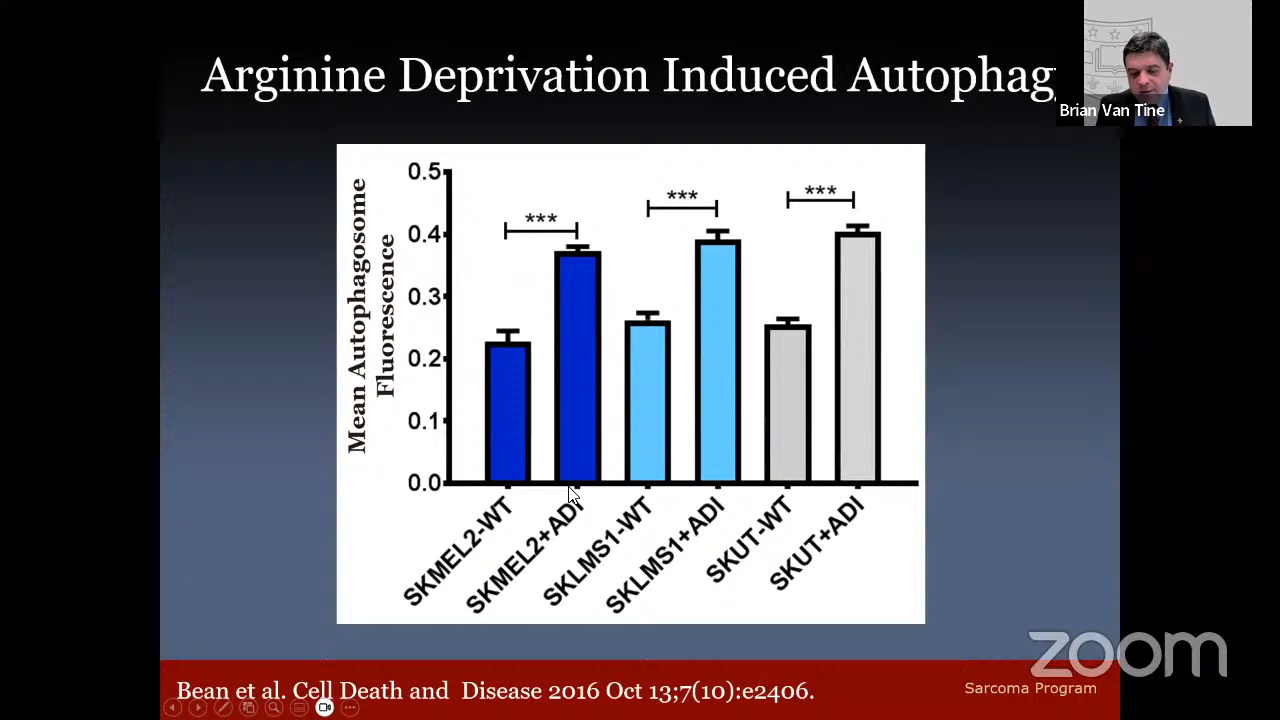 Arginine Deprivation Induced Autophag
Brian Van Tine
Mean Autophagosome
Fluorescence
0.5
0.4
0.3
0.2
0.1
0.0
***
***
***
SKMEL2-WT
SKMEL2+ADI
SKLMS1-WT
SKLMS1+ADI
SKUT-WT
SKUT+ADI
zoom
Bean et al. Cell Death and Disease 2016 Oct 13;7(10):e2406.
Sarcoma Program